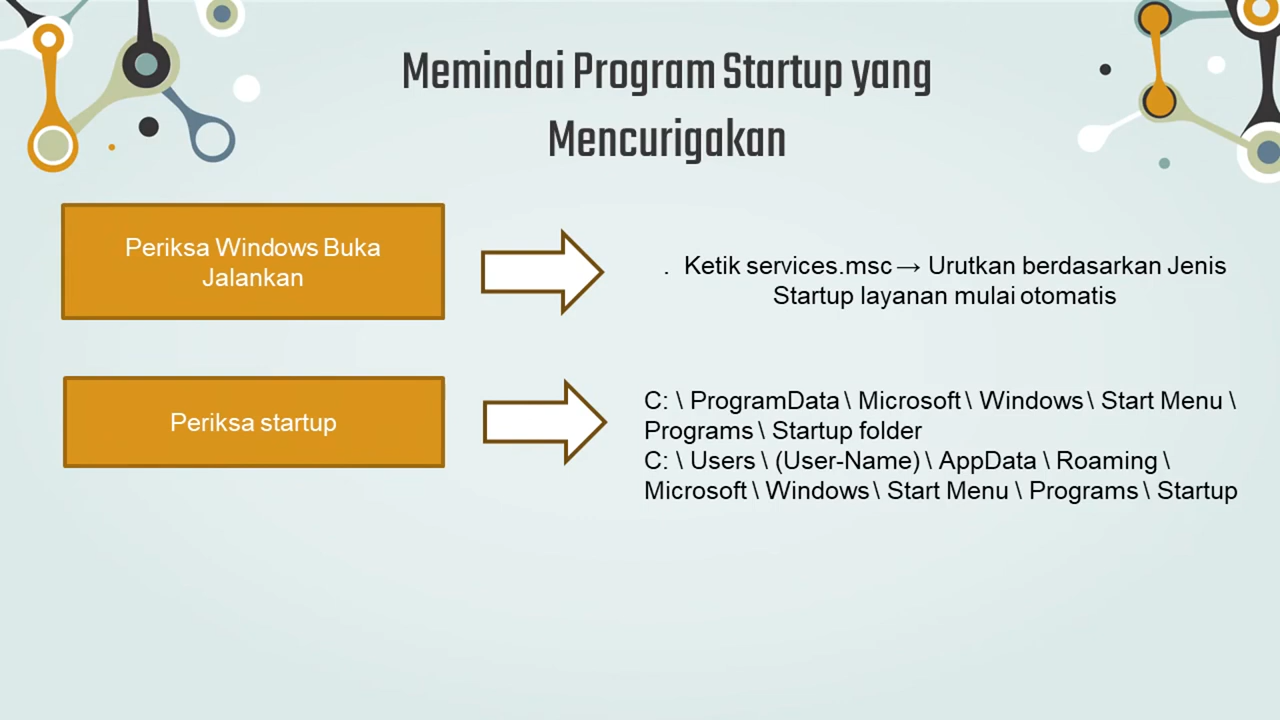 Memindai Program Startup yang
Mencurigakan
Periksa Windows Buka
Jalankan
. Ketik services.msc → Urutkan berdasarkan Jenis
Startup layanan mulai otomatis
Periksa startup
C: \ ProgramData \ Microsoft \ Windows \ Start Menu \
Programs \ Startup folder
C: \ Users \ (User-Name) \ AppData \ Roaming \
Microsoft \ Windows \ Start Menu \ Programs \ Startup